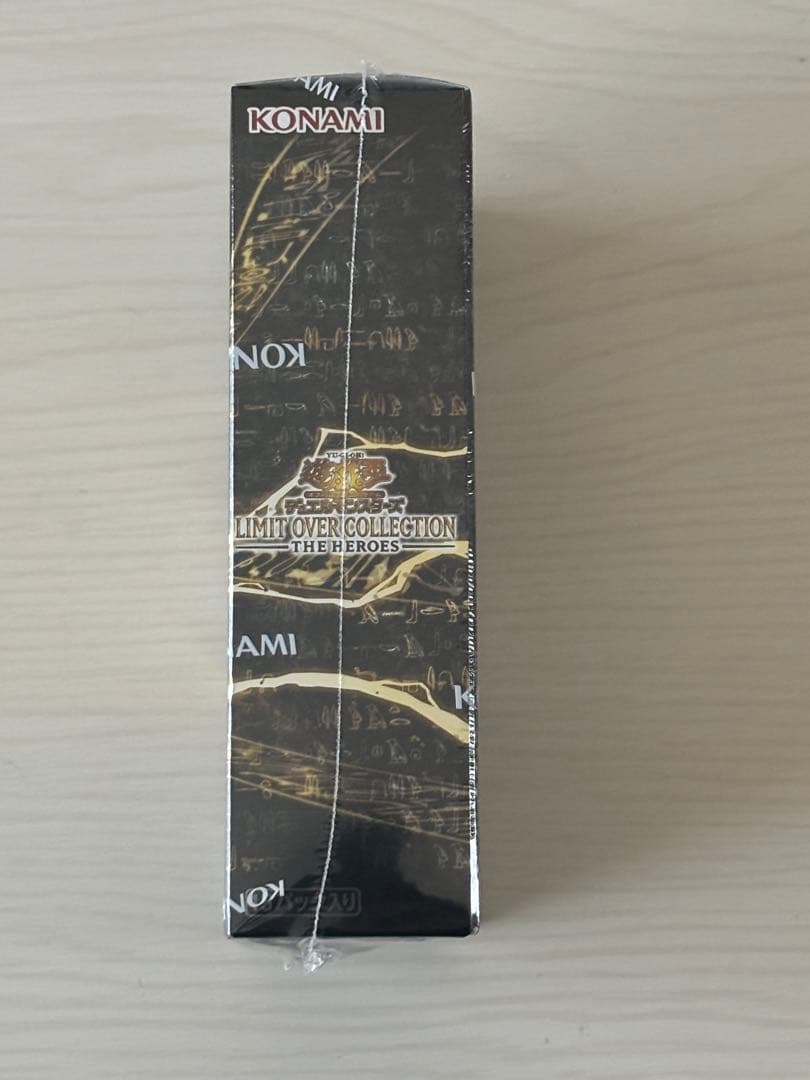 AMI
KONAMI
KON
YU-GI-OH!
遊戯王
デュエルモンスターズ
LIMIT OVER COLLECTION
THE HEROES
AMI
K
KON